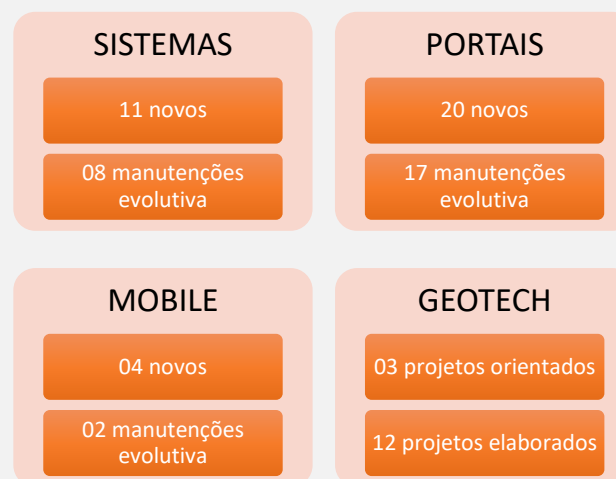 SISTEMAS
11 novos
08 manutenções
evolutiva
PORTAIS
20 novos
17 manutenções
evolutiva
MOBILE
04 novos
02 manutenções
evolutiva
GEOTECH
03 projetos orientados
12 projetos elaborados